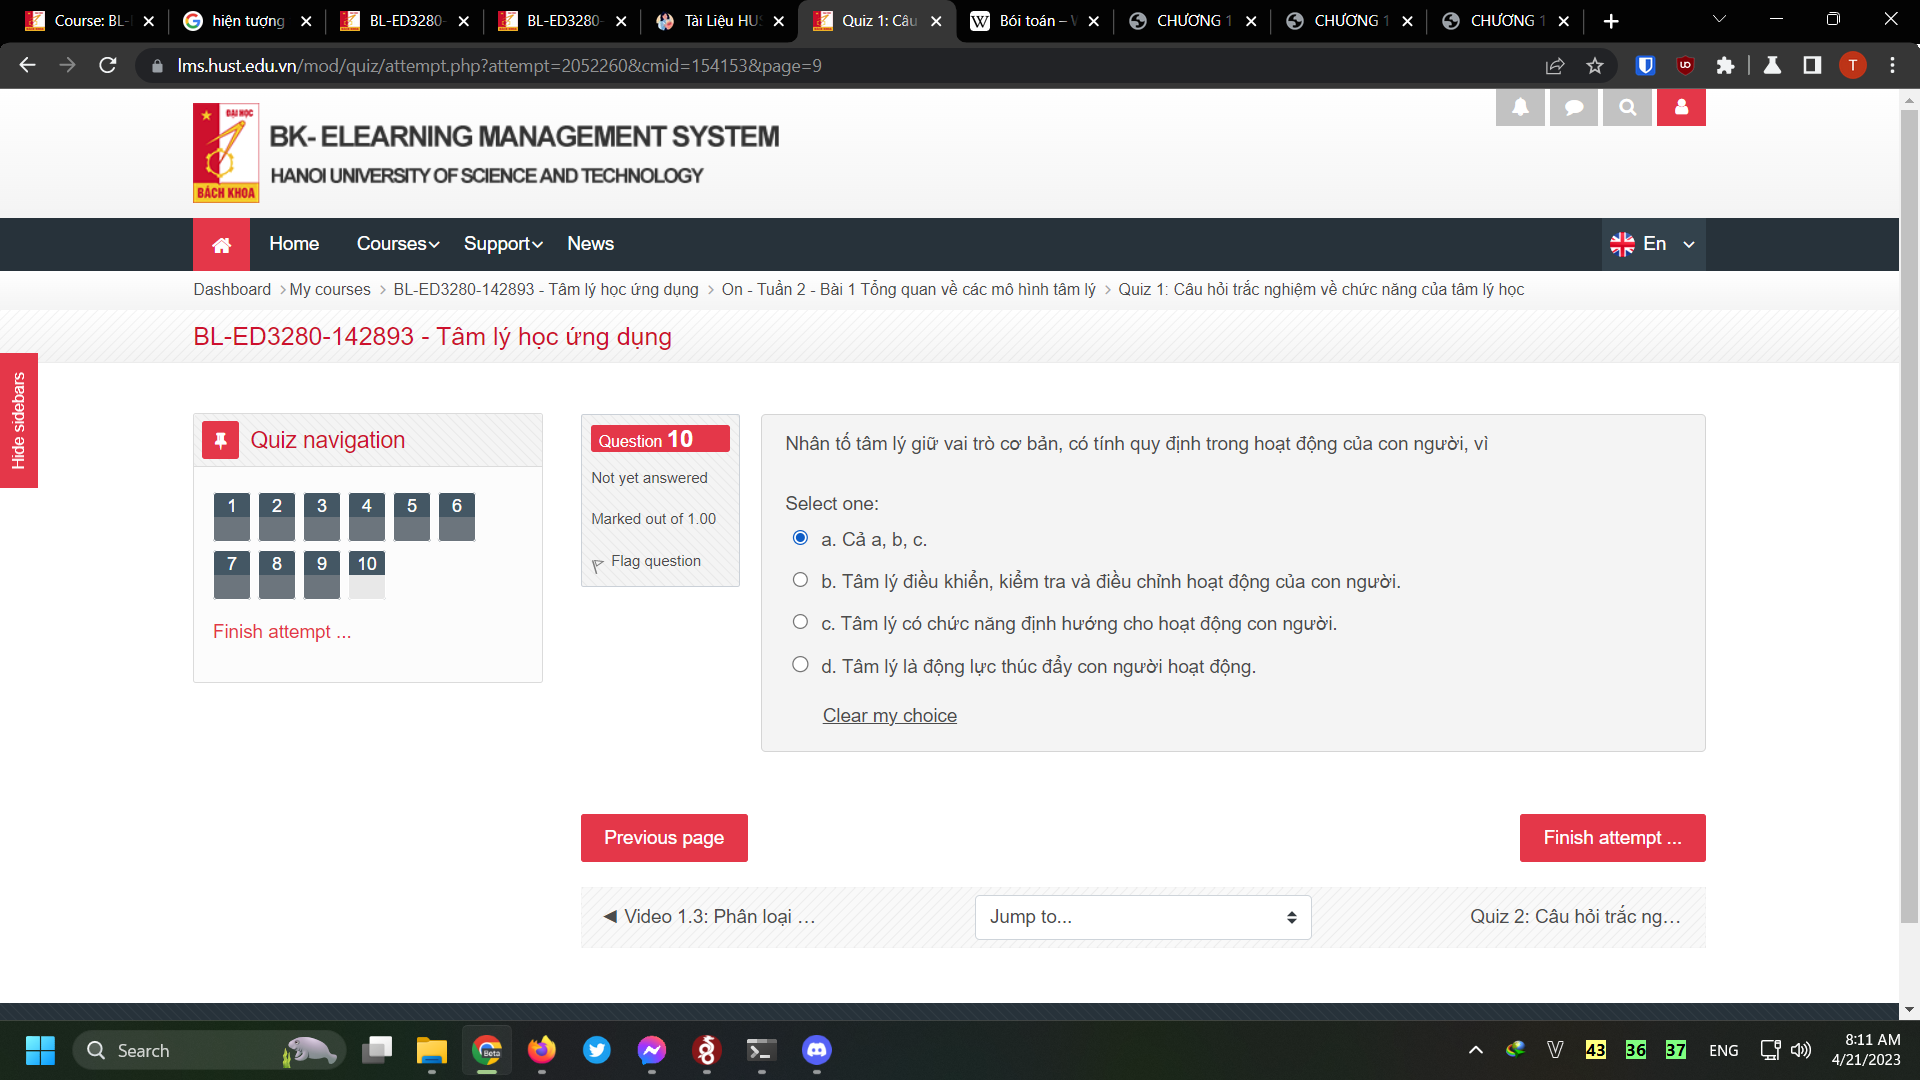 Course: BL-
hiện tượng
BL-ED3280-
BL-ED3280-
Tài Liệu HUS
Quiz 1: Câu
Bói toán –
CHƯƠNG 1
CHƯƠNG 1
CHƯƠNG 1
lms.hust.edu.vn/mod/quiz/attempt.php?attempt=2052260&cmid=154153&page=9
T
ĐẠI HỌC
BÁCH KHOA
BK- ELEARNING MANAGEMENT SYSTEM
HANOI UNIVERSITY OF SCIENCE AND TECHNOLOGY
Home
Courses
Support
News
En
Dashboard
My courses
BL-ED3280-142893 - Tâm lý học ứng dụng
On - Tuần 2 - Bài 1 Tổng quan về các mô hình tâm lý
Quiz 1: Câu hỏi trắc nghiệm về chức năng của tâm lý học
BL-ED3280-142893 - Tâm lý học ứng dụng
Hide sidebars
Quiz navigation
1 2 3 4 5 6
7 8 9 10
Finish attempt ...
Question 10
Not yet answered
Marked out of 1.00
Flag question
Nhân tố tâm lý giữ vai trò cơ bản, có tính quy định trong hoạt động của con người, vì
Select one:
a. Cả a, b, c.
b. Tâm lý điều khiển, kiểm tra và điều chỉnh hoạt động của con người.
c. Tâm lý có chức năng định hướng cho hoạt động con người.
d. Tâm lý là động lực thúc đẩy con người hoạt động.
Clear my choice
Previous page
Finish attempt ...
◄ Video 1.3: Phân loại …
Jump to...
Quiz 2: Câu hỏi trắc ng…
Search
Beta
43
36
37
ENG
8:11 AM
4/21/2023